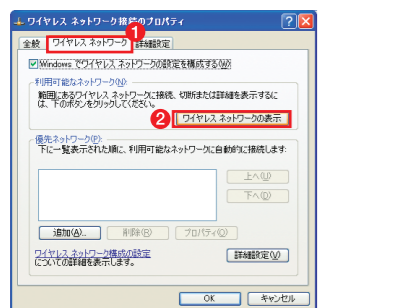 ワイヤレス ネットワーク接続のプロパティ
1
全般 ワイヤレス ネットワーク 詳細設定
Windows でワイヤレス ネットワークの設定を構成する(W)
利用可能なネットワーク(N):
範囲にあるワイヤレス ネットワークに接続、切断または詳細を表示するに
は、下のボタンをクリックしてください。
2 ワイヤレス ネットワークの表示
優先ネットワーク(P):
下に一覧表示された順に、利用可能なネットワークに自動的に接続します:
上へ(U)
下へ(D)
追加(A)... 削除(R) プロパティ(O)
ワイヤレス ネットワーク構成の設定
についての詳細を表示します。
詳細設定(V)
OK キャンセル